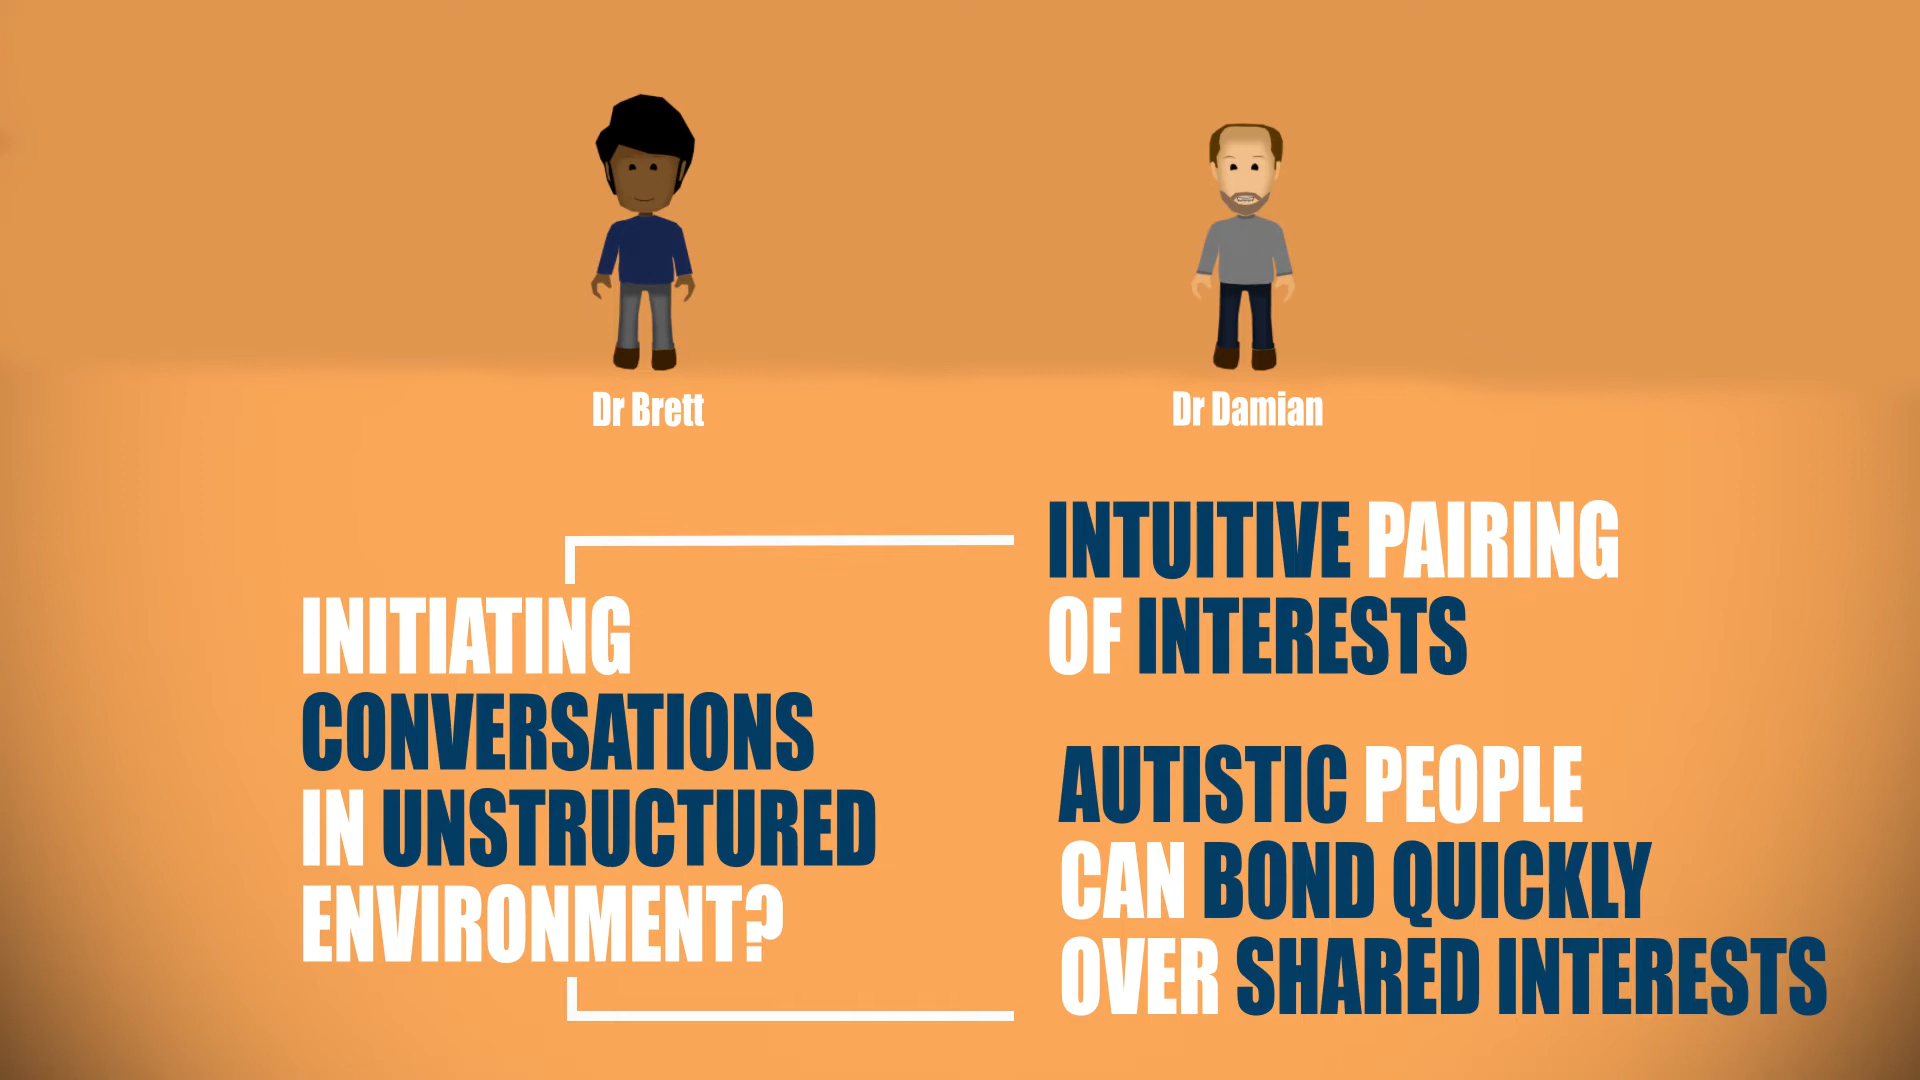 Dr Brett
Dr Damian
INITIATING
CONVERSATIONS
IN UNSTRUCTURED
ENVIRONMENT?
INTUITIVE PAIRING
OF INTERESTS
AUTISTIC PEOPLE
CAN BOND QUICKLY
OVER SHARED INTERESTS